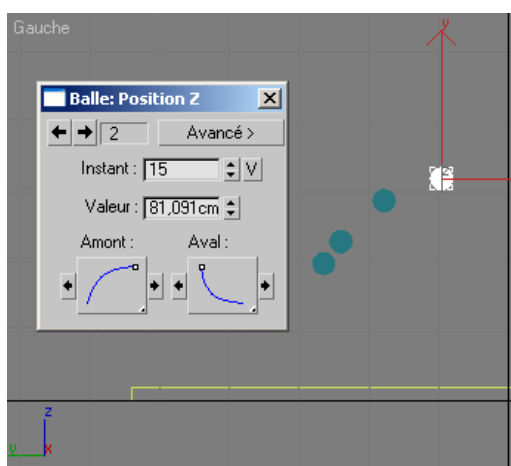 Gauche
y
Balle: Position Z
2
Avancé >
Instant : 15
V
Valeur : 81,091cm
Amont :
Aval :
z
z
y
x